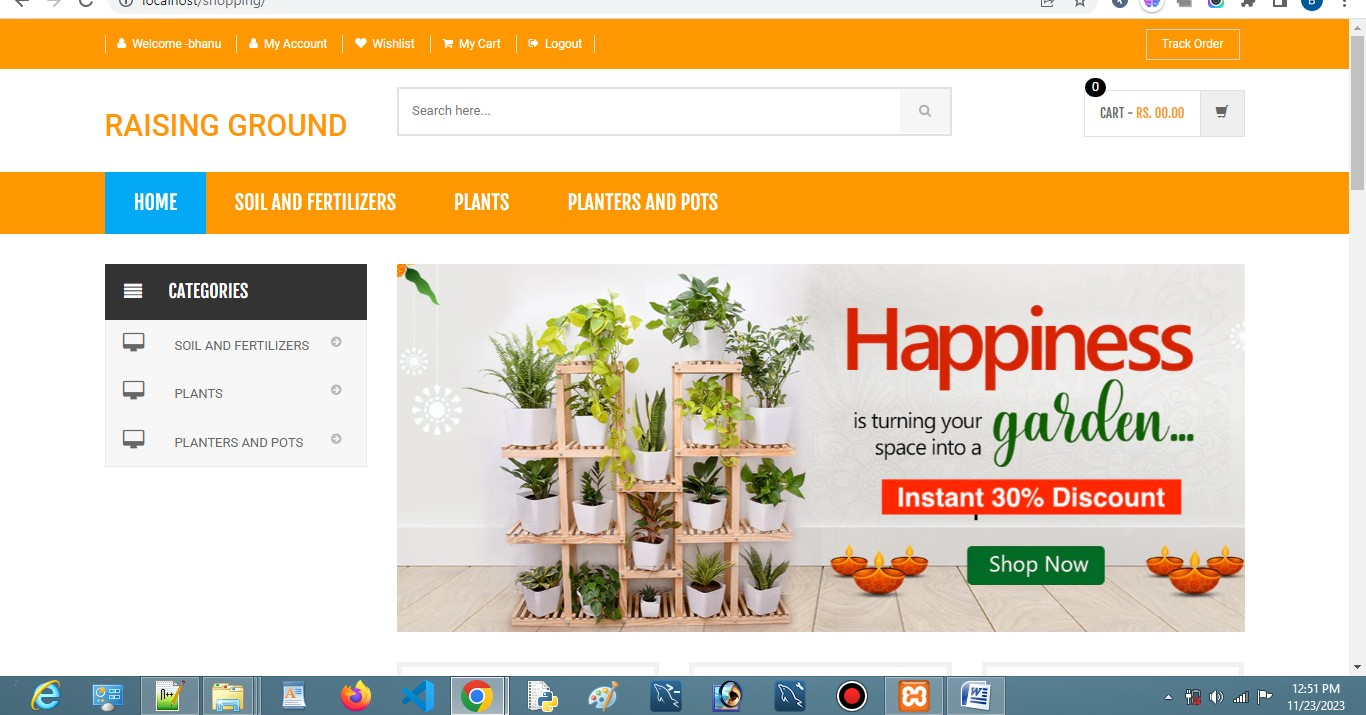 localhost/shopping/
Welcome -bhanu
My Account
Wishlist
My Cart
Logout
Track Order
RAISING GROUND
Search here...
0
CART - RS. 00.00
HOME
SOIL AND FERTILIZERS
PLANTS
PLANTERS AND POTS
CATEGORIES
SOIL AND FERTILIZERS
PLANTS
PLANTERS AND POTS
Happiness
is turning your
space into a
garden...
Instant 30% Discount
Shop Now
12:51 PM
11/23/2023